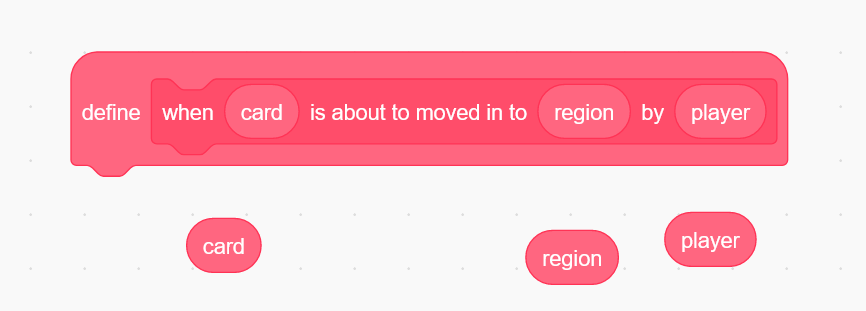 define when card is about to moved in to region by player
card
region
player